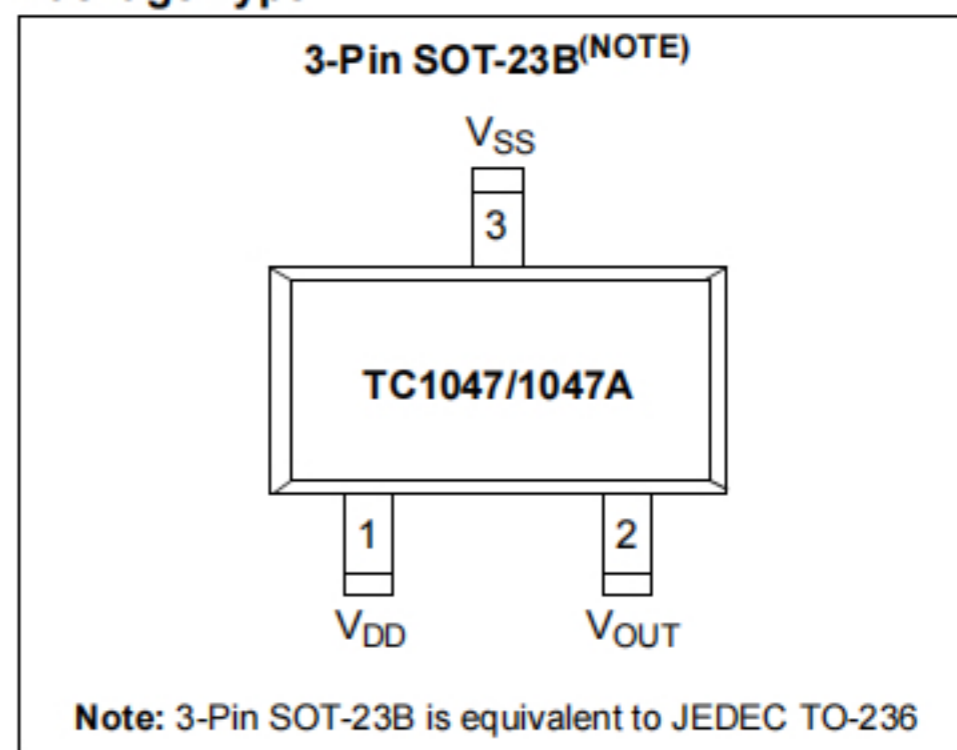 3-Pin SOT-23B(NOTE)
VSS
3
TC1047/1047A
1
2
VDD
VOUT
Note: 3-Pin SOT-23B is equivalent to JEDEC TO-236